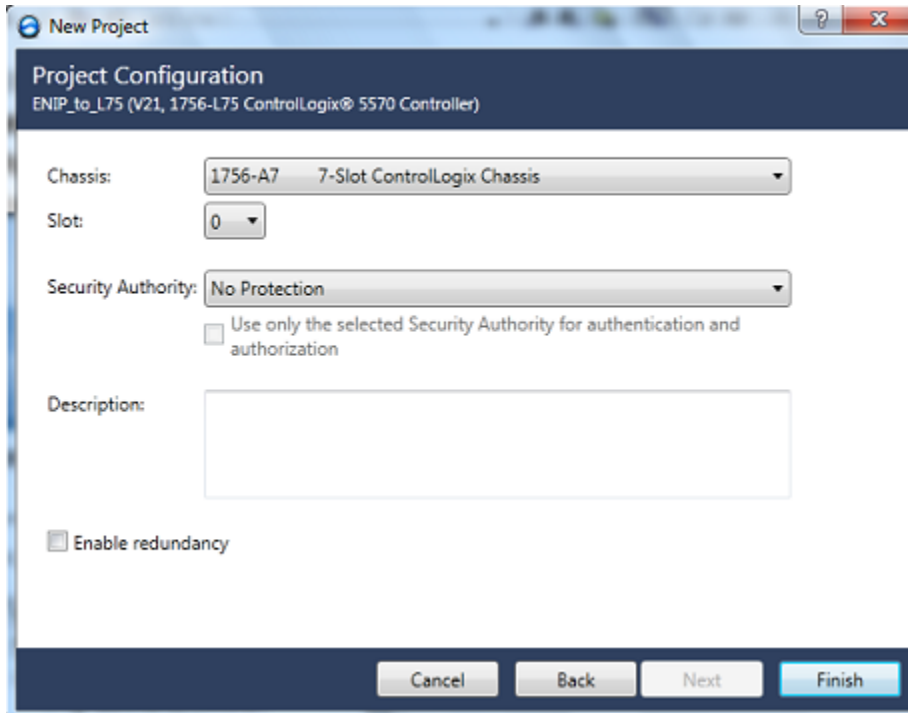 New Project
Project Configuration
ENIP_to_L75 (V21, 1756-L75 ControlLogix® 5570 Controller)
Chassis: 1756-A7 7-Slot ControlLogix Chassis
Slot: 0
Security Authority: No Protection
Use only the selected Security Authority for authentication and
authorization
Description:
Enable redundancy
Cancel Back Next Finish